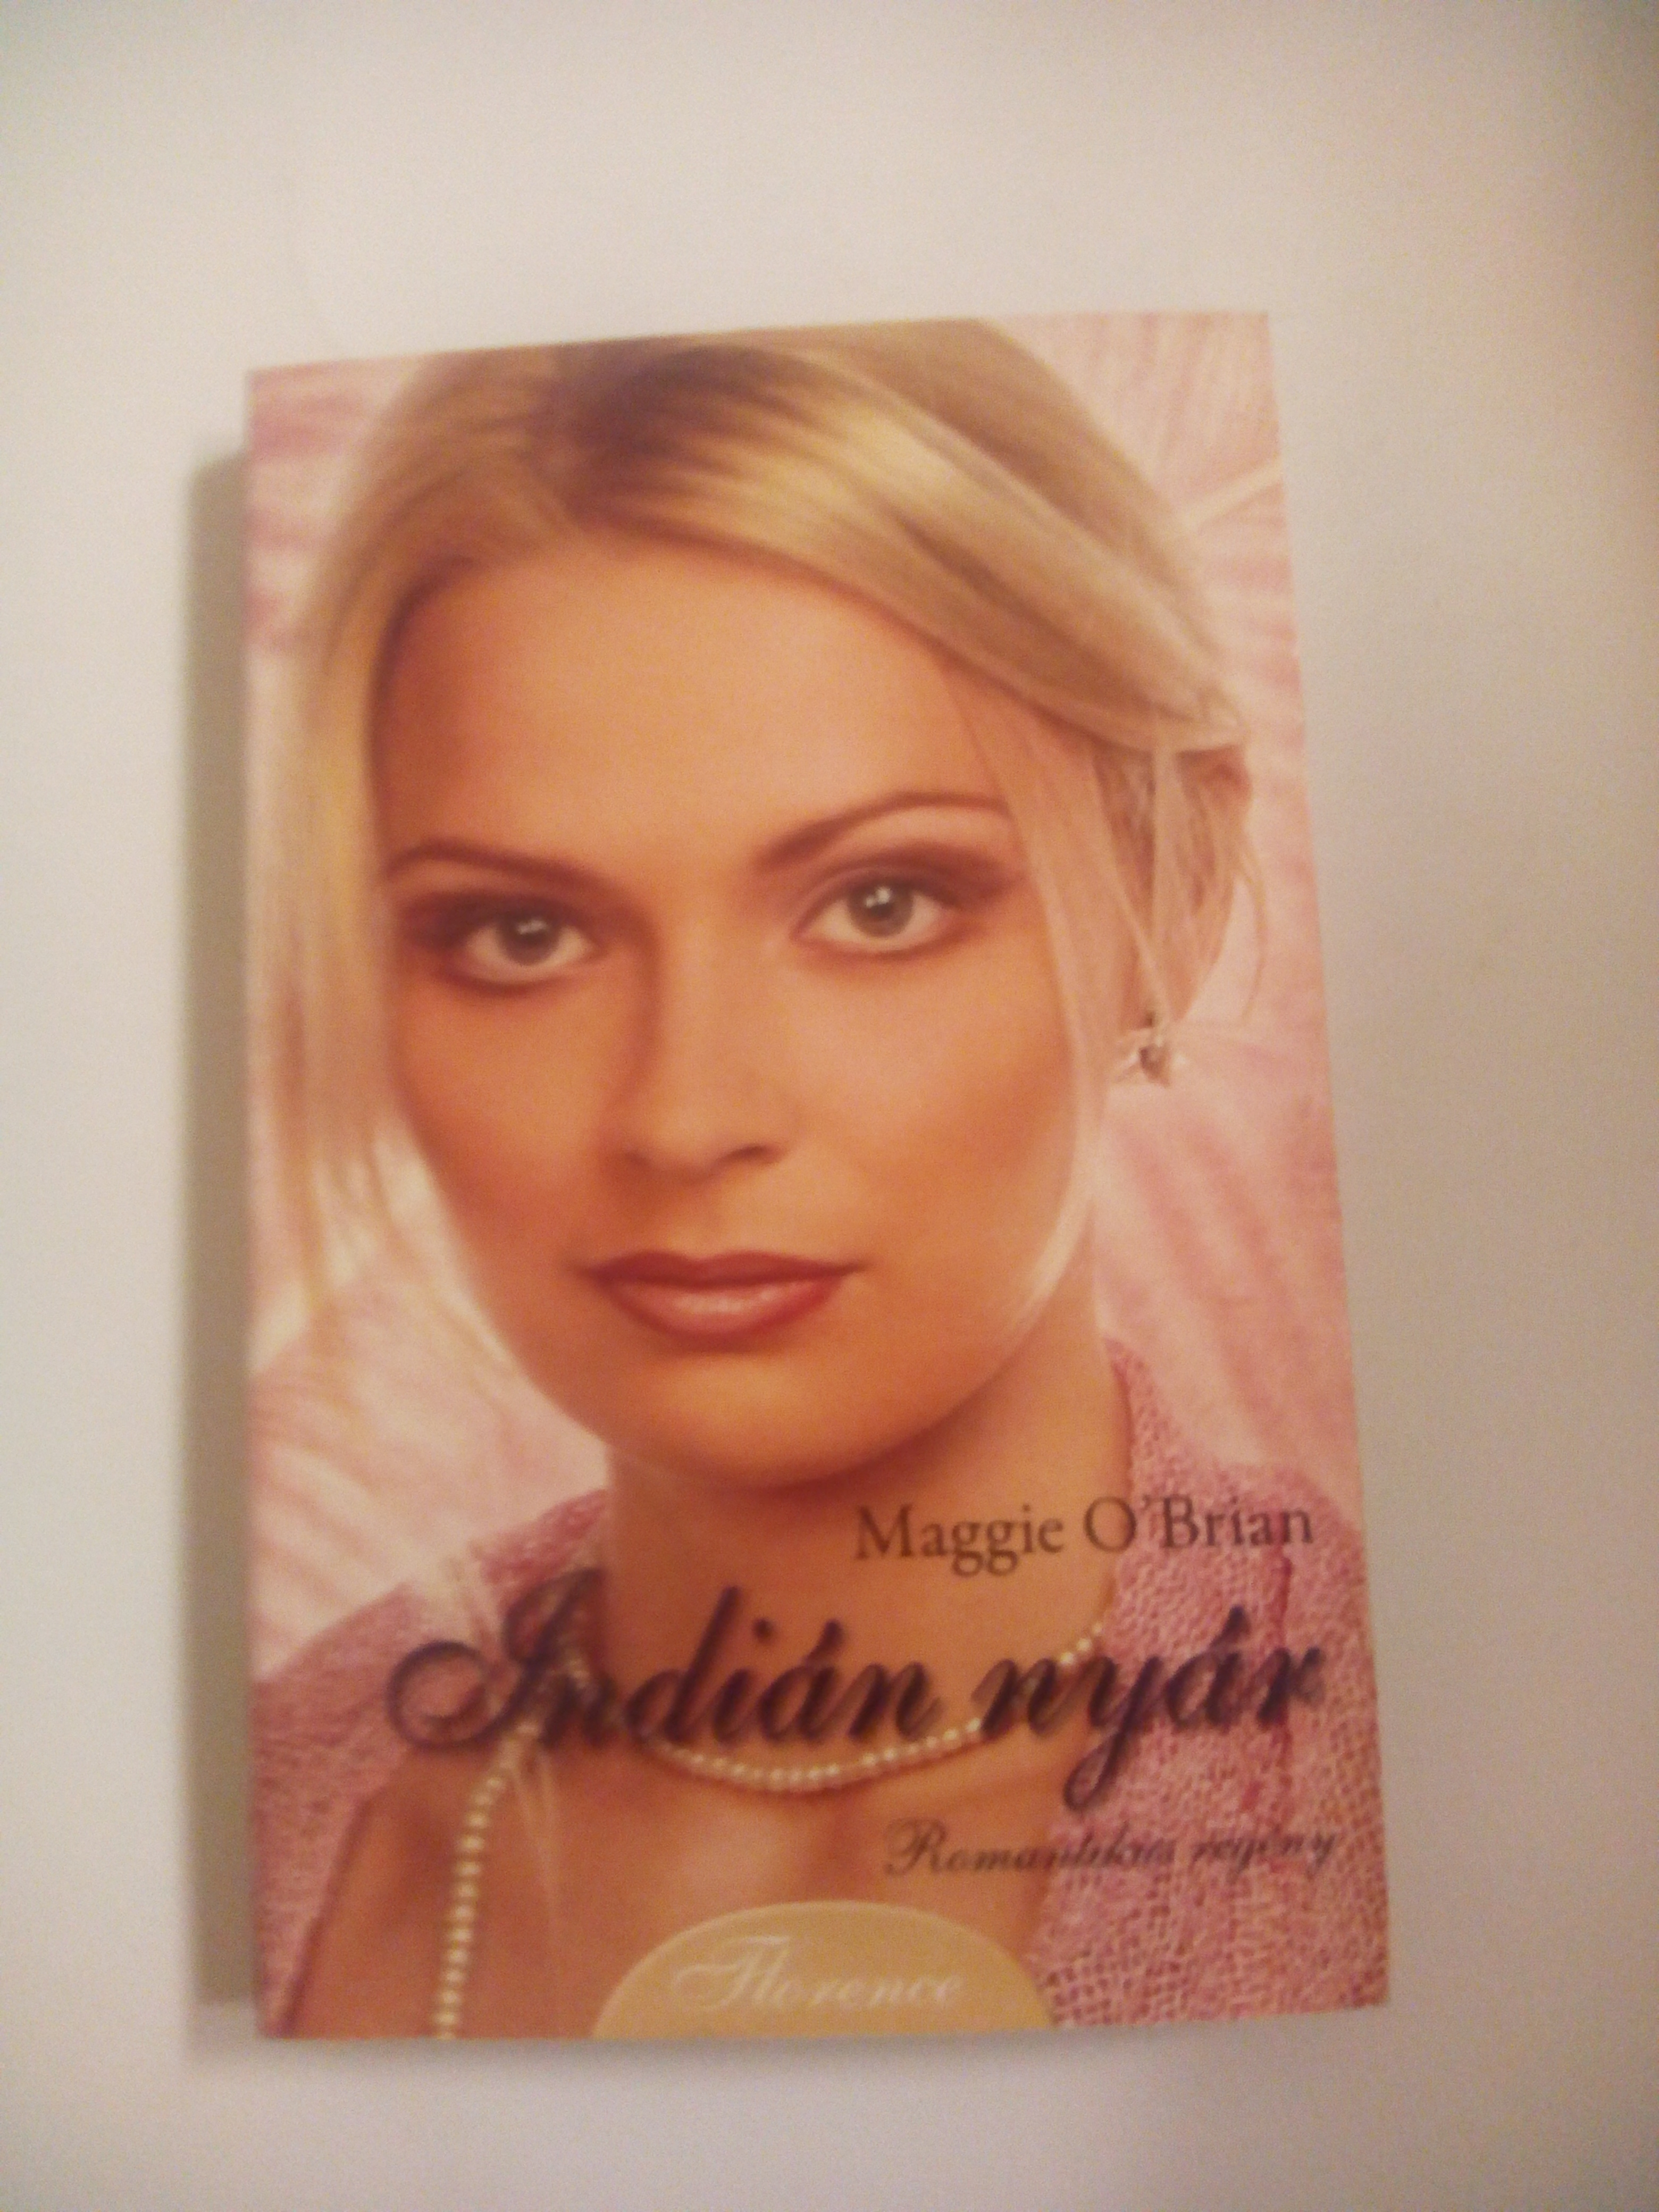 Maggie O'Brian
Indián nyár
Romantikus regény
Florence